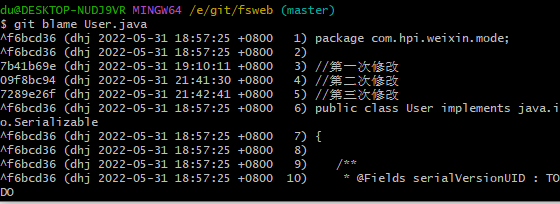 du@DESKTOP-NUDJ9VR MINGW64 /e/git/fsweb (master)
$ git blame User.java
^f6bcd36 (dhj 2022-05-31 18:57:25 +0800   1) package com.hpi.weixin.mode;
^f6bcd36 (dhj 2022-05-31 18:57:25 +0800   2)
7b41b69e (dhj 2022-05-31 19:10:11 +0800   3) //第一次修改
09f8bc94 (dhj 2022-05-31 21:41:30 +0800   4) //第二次修改
7289e26f (dhj 2022-05-31 21:42:41 +0800   5) //第三次修改
^f6bcd36 (dhj 2022-05-31 18:57:25 +0800   6) public class User implements java.i
o.Serializable
^f6bcd36 (dhj 2022-05-31 18:57:25 +0800   7) {
^f6bcd36 (dhj 2022-05-31 18:57:25 +0800   8)
^f6bcd36 (dhj 2022-05-31 18:57:25 +0800   9)     /**
^f6bcd36 (dhj 2022-05-31 18:57:25 +0800  10)      * @Fields serialVersionUID : TO
DO